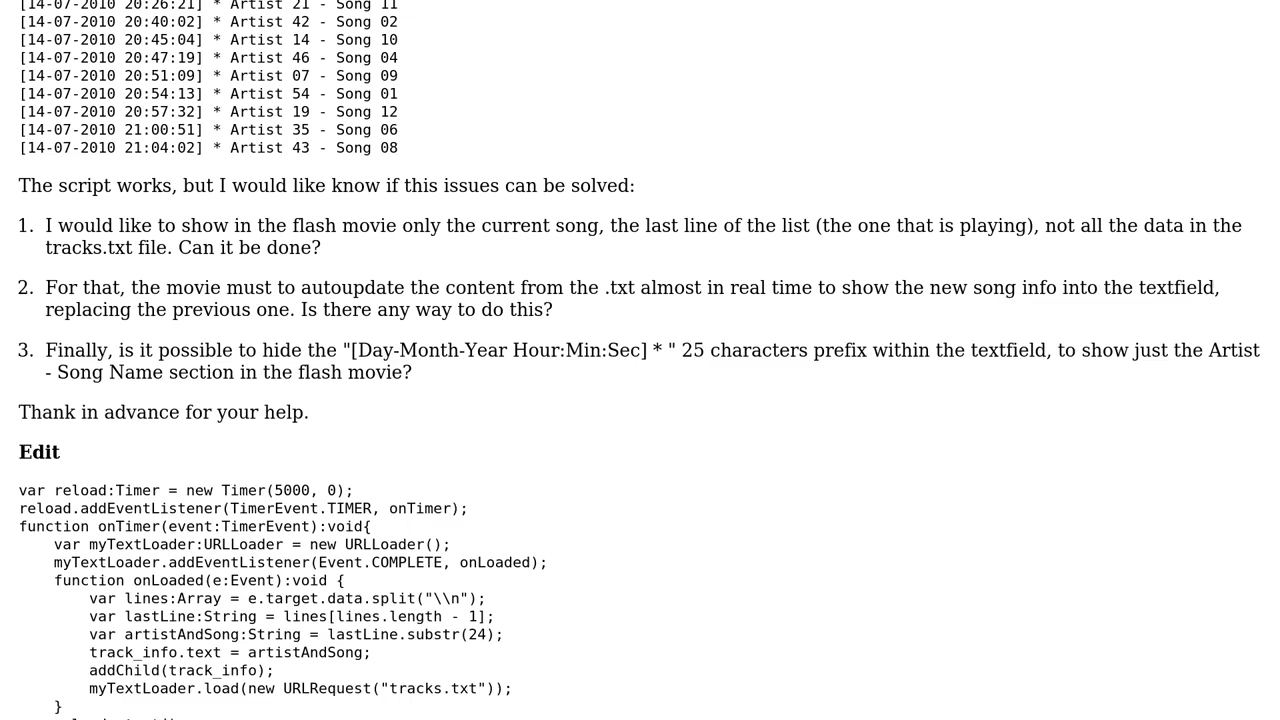 [14-07-2010 20:26:21] * Artist 21 - Song 11
[14-07-2010 20:40:02] * Artist 42 - Song 02
[14-07-2010 20:45:04] * Artist 14 - Song 10
[14-07-2010 20:47:19] * Artist 46 - Song 04
[14-07-2010 20:51:09] * Artist 07 - Song 09
[14-07-2010 20:54:13] * Artist 54 - Song 01
[14-07-2010 20:57:32] * Artist 19 - Song 12
[14-07-2010 21:00:51] * Artist 35 - Song 06
[14-07-2010 21:04:02] * Artist 43 - Song 08
The script works, but I would like know if this issues can be solved:
1. I would like to show in the flash movie only the current song, the last line of the list (the one that is playing), not all the data in the
tracks.txt file. Can it be done?
2. For that, the movie must to autoupdate the content from the .txt almost in real time to show the new song info into the textfield,
replacing the previous one. Is there any way to do this?
3. Finally, is it possible to hide the "[Day-Month-Year Hour:Min:Sec] * " 25 characters prefix within the textfield, to show just the Artist
- Song Name section in the flash movie?
Thank in advance for your help.
Edit
var reload:Timer = new Timer(5000, 0);
reload.addEventListener(TimerEvent.TIMER, onTimer);
function onTimer(event:TimerEvent):void{
    var myTextLoader:URLLoader = new URLLoader();
    myTextLoader.addEventListener(Event.COMPLETE, onLoaded);
    function onLoaded(e:Event):void {
        var lines:Array = e.target.data.split("\\n");
        var lastLine:String = lines[lines.length - 1];
        var artistAndSong:String = lastLine.substr(24);
        track_info.text = artistAndSong;
        addChild(track_info);
        myTextLoader.load(new URLRequest("tracks.txt"));
    }